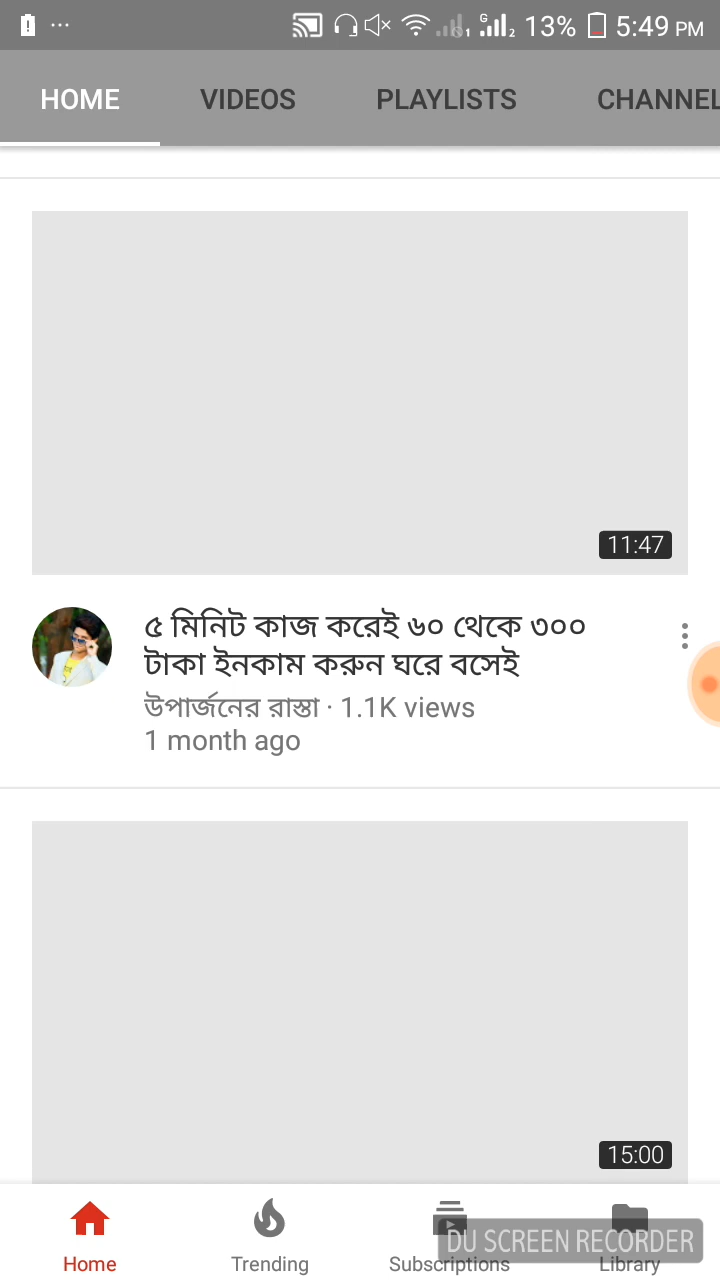 13% 5:49 PM
HOME VIDEOS PLAYLISTS CHANNEL
11:47
৫ মিনিট কাজ করেই ৬০ থেকে ৩০০
টাকা ইনকাম করুন ঘরে বসেই
উপার্জনের রাস্তা · 1.1K views
1 month ago
15:00
DU SCREEN RECORDER
Home Trending Subscriptions Library